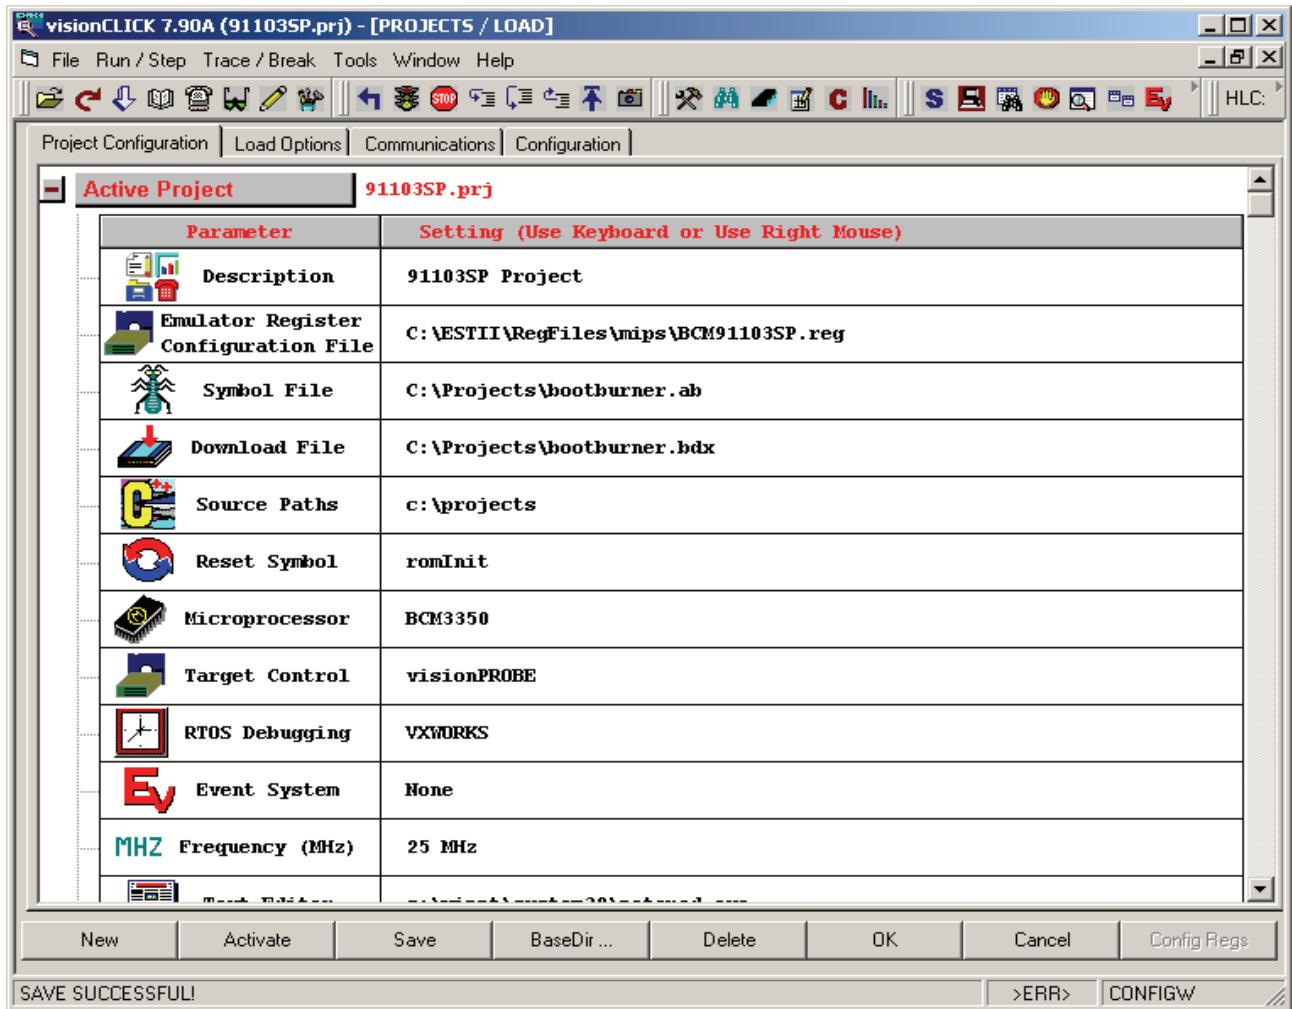 visionCLICK 7.90A (91103SP.prj) - [PROJECTS / LOAD]
File Run / Step Trace / Break Tools Window Help
STOP
C
S
Ev
HLC:
Project Configuration Load Options Communications Configuration
Active Project 91103SP.prj
Parameter Setting (Use Keyboard or Use Right Mouse)
Description 91103SP Project
Emulator Register
Configuration File C:\ESTII\RegFiles\mips\BCM91103SP.reg
Symbol File C:\Projects\bootburner.ab
Download File C:\Projects\bootburner.bdx
C++ Source Paths c:\projects
Reset Symbol romInit
Microprocessor BCM3350
Target Control visionPROBE
RTOS Debugging VXWORKS
Ev Event System None
MHZ Frequency (MHz) 25 MHz
New Activate Save BaseDir ... Delete OK Cancel Config Regs
SAVE SUCCESSFUL! >ERR> CONFIGW